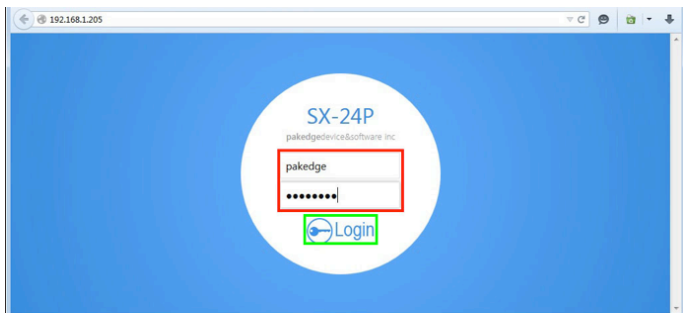 192.168.1.205
SX-24P
pakedgedevice&software inc
pakedge
••••••••
Login